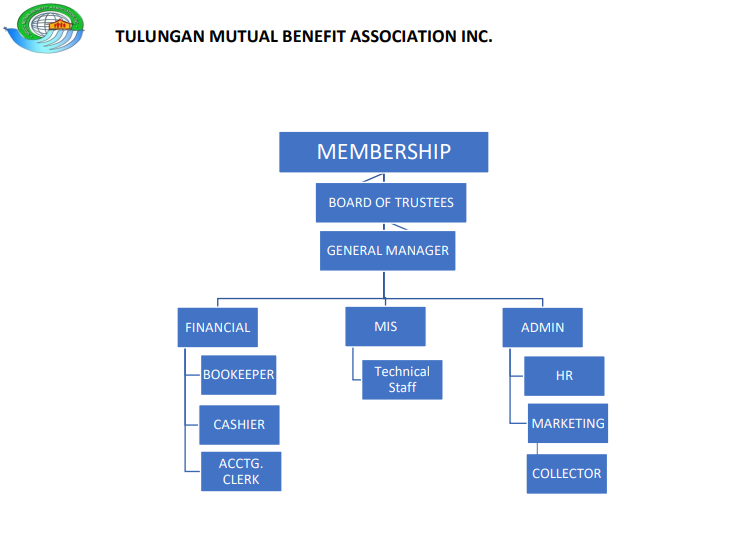 TULUNGAN MUTUAL BENEFIT ASSOCIATION INC.
MEMBERSHIP
BOARD OF TRUSTEES
GENERAL MANAGER
FINANCIAL
BOOKEEPER
CASHIER
ACCTG.
CLERK
MIS
Technical
Staff
ADMIN
HR
MARKETING
COLLECTOR